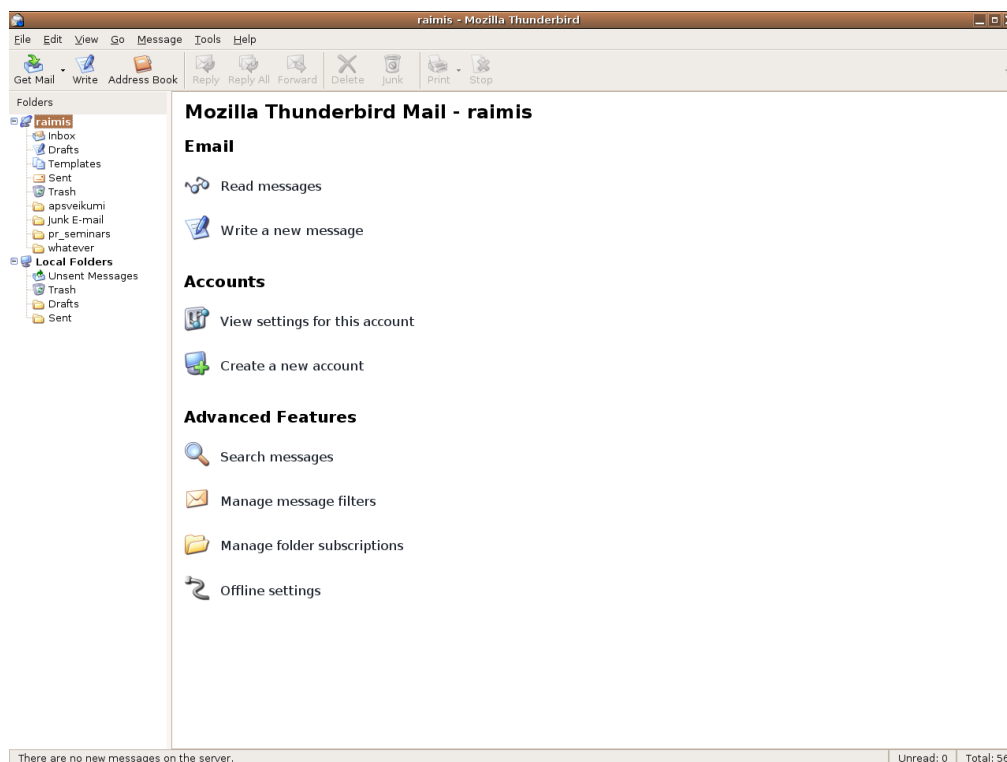 raimis - Mozilla Thunderbird
File Edit View Go Message Tools Help
Get Mail Write Address Book Reply Reply All Forward Delete Junk Print Stop
Folders
raimis
Inbox
Drafts
Templates
Sent
Trash
apsveikumi
Junk E-mail
pr_seminars
whatever
Local Folders
Unsent Messages
Trash
Drafts
Sent
Mozilla Thunderbird Mail - raimis
Email
Read messages
Write a new message
Accounts
View settings for this account
Create a new account
Advanced Features
Search messages
Manage message filters
Manage folder subscriptions
Offline settings
There are no new messages on the server. Unread: 0 Total: 56